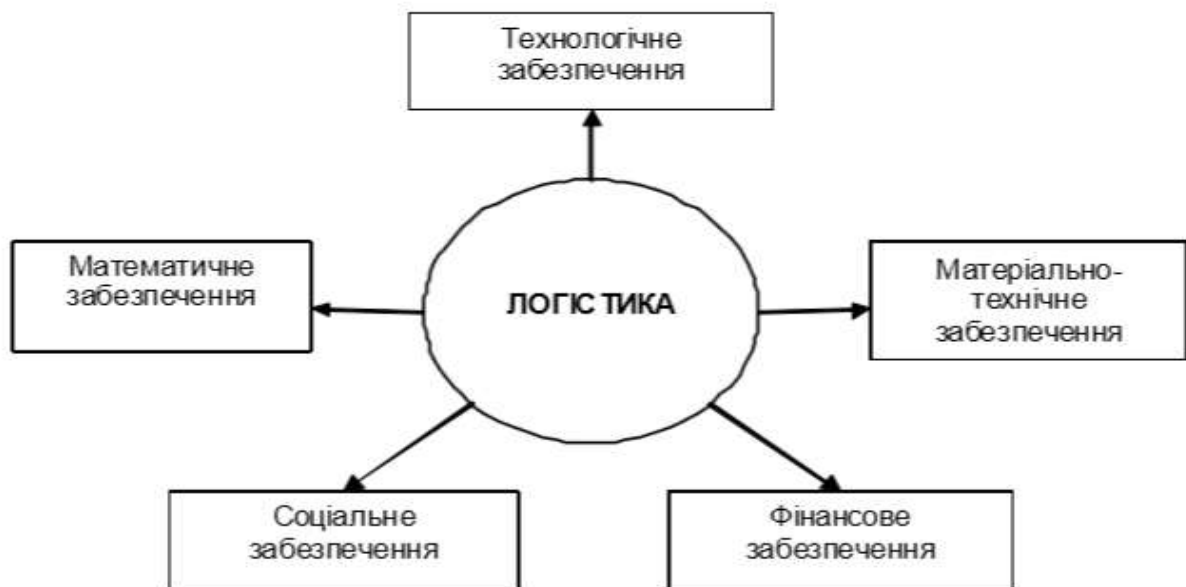 Технологічне
забезпечення
Математичне
забезпечення
ЛОГІСТИКА
Матеріально-
технічне
забезпечення
Соціальне
забезпечення
Фінансове
забезпечення